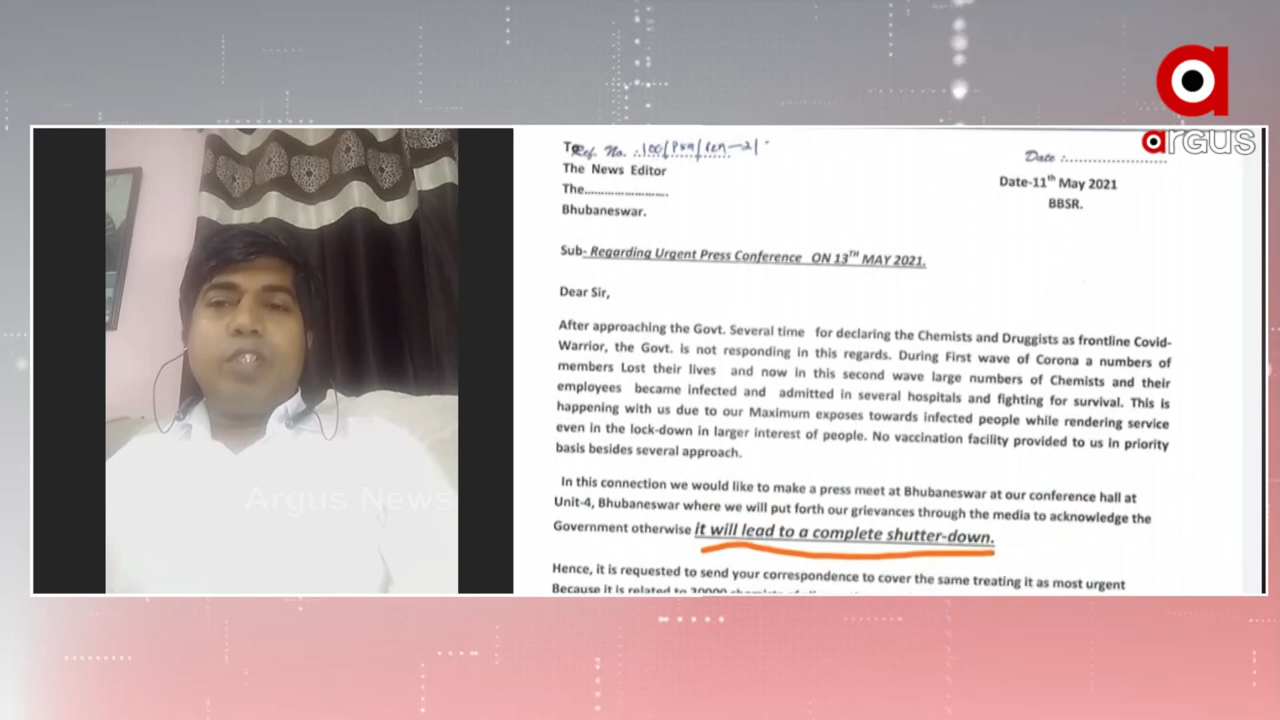 argus
Argus News
To
Ref. No. :.100/
The News Editor
The........................
Bhubaneswar.
Date :........................
Date-11th May 2021
BBSR.
Sub- Regarding Urgent Press Conference ON 13TH MAY 2021.
Dear Sir,
After approaching the Govt. Several time for declaring the Chemists and Druggists as frontline Covid-
Warrior, the Govt. is not responding in this regards. During First wave of Corona a numbers of
members Lost their lives and now in this second wave large numbers of Chemists and their
employees became infected and admitted in several hospitals and fighting for survival. This is
happening with us due to our Maximum exposes towards infected people while rendering service
even in the lock-down in larger interest of people. No vaccination facility provided to us in priority
basis besides several approach.
In this connection we would like to make a press meet at Bhubaneswar at our conference hall at
Unit-4, Bhubaneswar where we will put forth our grievances through the media to acknowledge the
Government otherwise it will lead to a complete shutter-down.
Hence, it is requested to send your correspondence to cover the same treating it as most urgent
Because it is related to 30000 chemists of